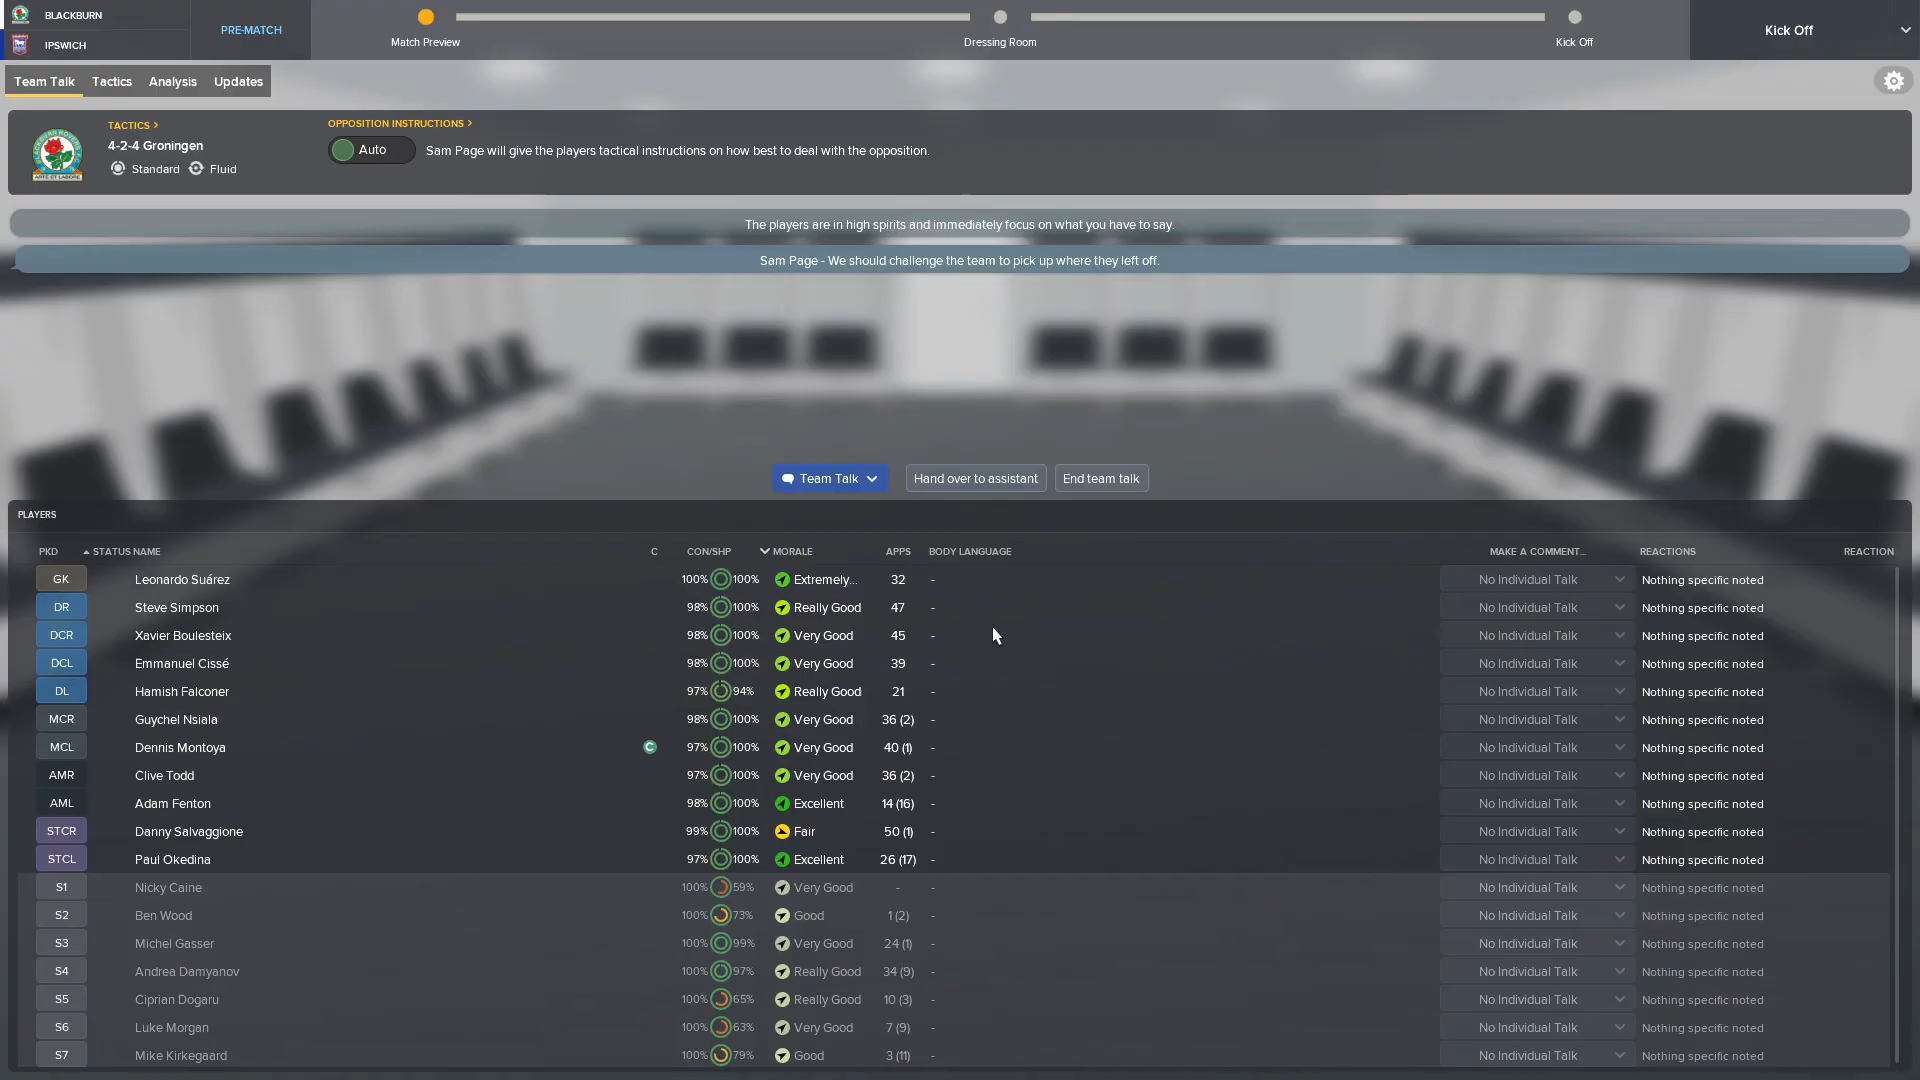 BLACKBURN
IPSWICH
PRE-MATCH
Match Preview
Dressing Room
Kick Off
Kick Off
Team Talk Tactics Analysis Updates
TACTICS >
4-2-4 Groningen
Standard Fluid
OPPOSITION INSTRUCTIONS >
Auto Sam Page will give the players tactical instructions on how best to deal with the opposition.
ARTE ET LABORE
The players are in high spirits and immediately focus on what you have to say.
Sam Page - We should challenge the team to pick up where they left off.
Team Talk Hand over to assistant End team talk
PLAYERS
PKD STATUS NAME C CON/SHP MORALE APPS BODY LANGUAGE MAKE A COMMENT... REACTIONS REACTION
GK Leonardo Suárez 100% 100% Extremely... 32 - No Individual Talk Nothing specific noted
DR Steve Simpson 98% 100% Really Good 47 - No Individual Talk Nothing specific noted
DCR Xavier Boulesteix 98% 100% Very Good 45 - No Individual Talk Nothing specific noted
DCL Emmanuel Cissé 98% 100% Very Good 39 - No Individual Talk Nothing specific noted
DL Hamish Falconer 97% 94% Really Good 21 - No Individual Talk Nothing specific noted
MCR Guychel Nsiala 98% 100% Very Good 36 (2) - No Individual Talk Nothing specific noted
MCL Dennis Montoya C 97% 100% Very Good 40 (1) - No Individual Talk Nothing specific noted
AMR Clive Todd 97% 100% Very Good 36 (2) - No Individual Talk Nothing specific noted
AML Adam Fenton 98% 100% Excellent 14 (16) - No Individual Talk Nothing specific noted
STCR Danny Salvaggione 99% 100% Fair 50 (1) - No Individual Talk Nothing specific noted
STCL Paul Okedina 97% 100% Excellent 26 (17) - No Individual Talk Nothing specific noted
S1 Nicky Caine 100% 59% Very Good - - No Individual Talk Nothing specific noted
S2 Ben Wood 100% 73% Good 1 (2) - No Individual Talk Nothing specific noted
S3 Michel Gasser 100% 99% Very Good 24 (1) - No Individual Talk Nothing specific noted
S4 Andrea Damyanov 100% 97% Really Good 34 (9) - No Individual Talk Nothing specific noted
S5 Ciprian Dogaru 100% 65% Really Good 10 (3) - No Individual Talk Nothing specific noted
S6 Luke Morgan 100% 63% Very Good 7 (9) - No Individual Talk Nothing specific noted
S7 Mike Kirkegaard 100% 79% Good 3 (11) - No Individual Talk Nothing specific noted